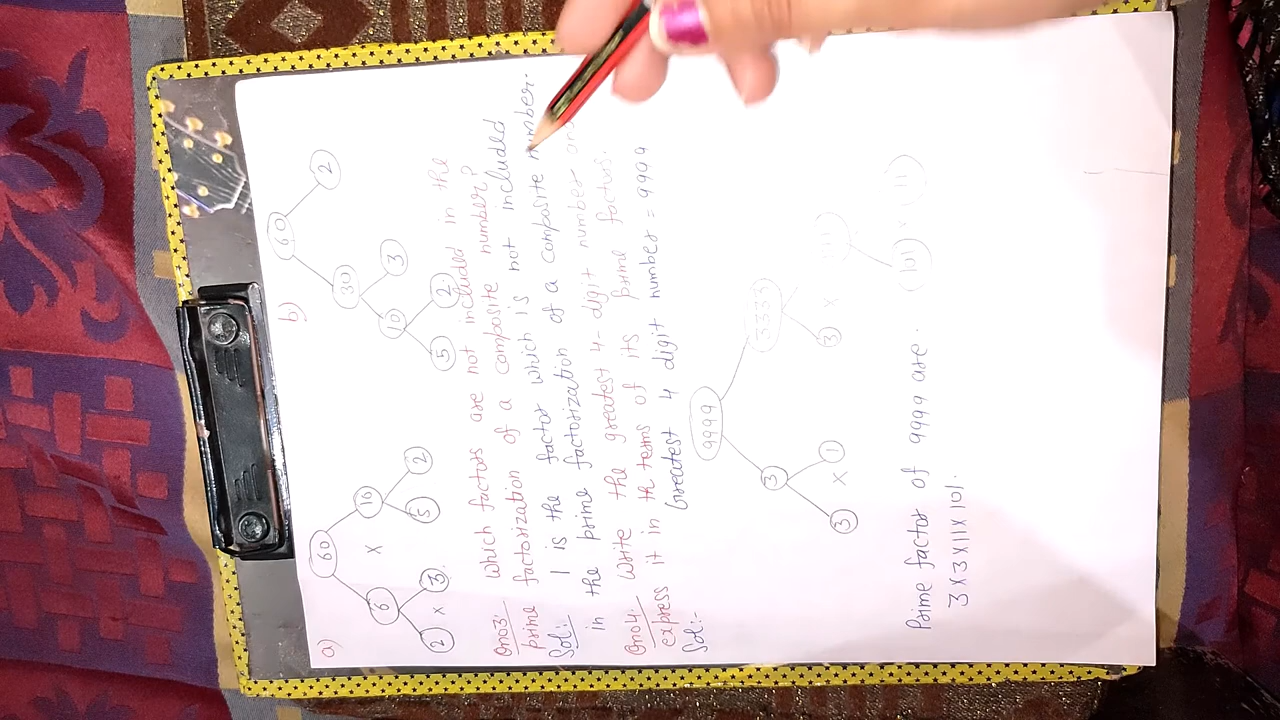 a)
60
6 10
2 x 3 x 5 2
b)
60
30 2
10 3
5 2
Qno3:- which factors are not included in the
prime factorization of a composite number?
Sol:- 1 is the factor which is not included
in the prime factorization of a composite number.
Qno4:- Write the greatest 4-digit number and
express it in th terms of its prime factors.
Sol:- Greatest 4 digit number = 9999
9999
3 3333
3 x 1 3 x
101 x 11
Prime factor of 9999 are.
3 x 3 x 11 x 101.